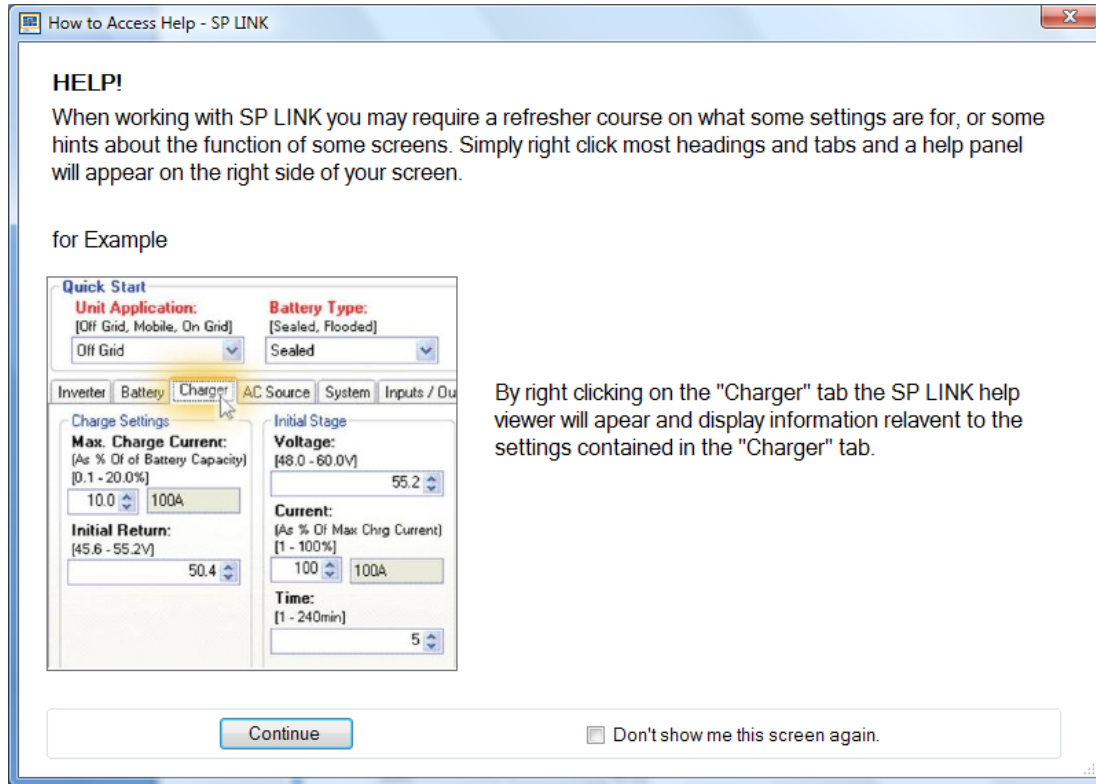 How to Access Help - SP LINK
HELP!
When working with SP LINK you may require a refresher course on what some settings are for, or some
hints about the function of some screens. Simply right click most headings and tabs and a help panel
will appear on the right side of your screen.
for Example
Quick Start
Unit Application:
[Off Grid, Mobile, On Grid]
Off Grid
Battery Type:
[Sealed, Flooded]
Sealed
Inverter Battery Charger AC Source System Inputs / Ou
Charge Settings
Max. Charge Current:
(As % Of of Battery Capacity)
[0.1 - 20.0%]
10.0 100A
Initial Return:
[45.6 - 55.2V]
50.4
Initial Stage
Voltage:
[48.0 - 60.0V]
55.2
Current:
(As % Of Max Chrg Current)
[1 - 100%]
100 100A
Time:
[1 - 240min]
5
By right clicking on the "Charger" tab the SP LINK help
viewer will apear and display information relavent to the
settings contained in the "Charger" tab.
Continue
Don't show me this screen again.